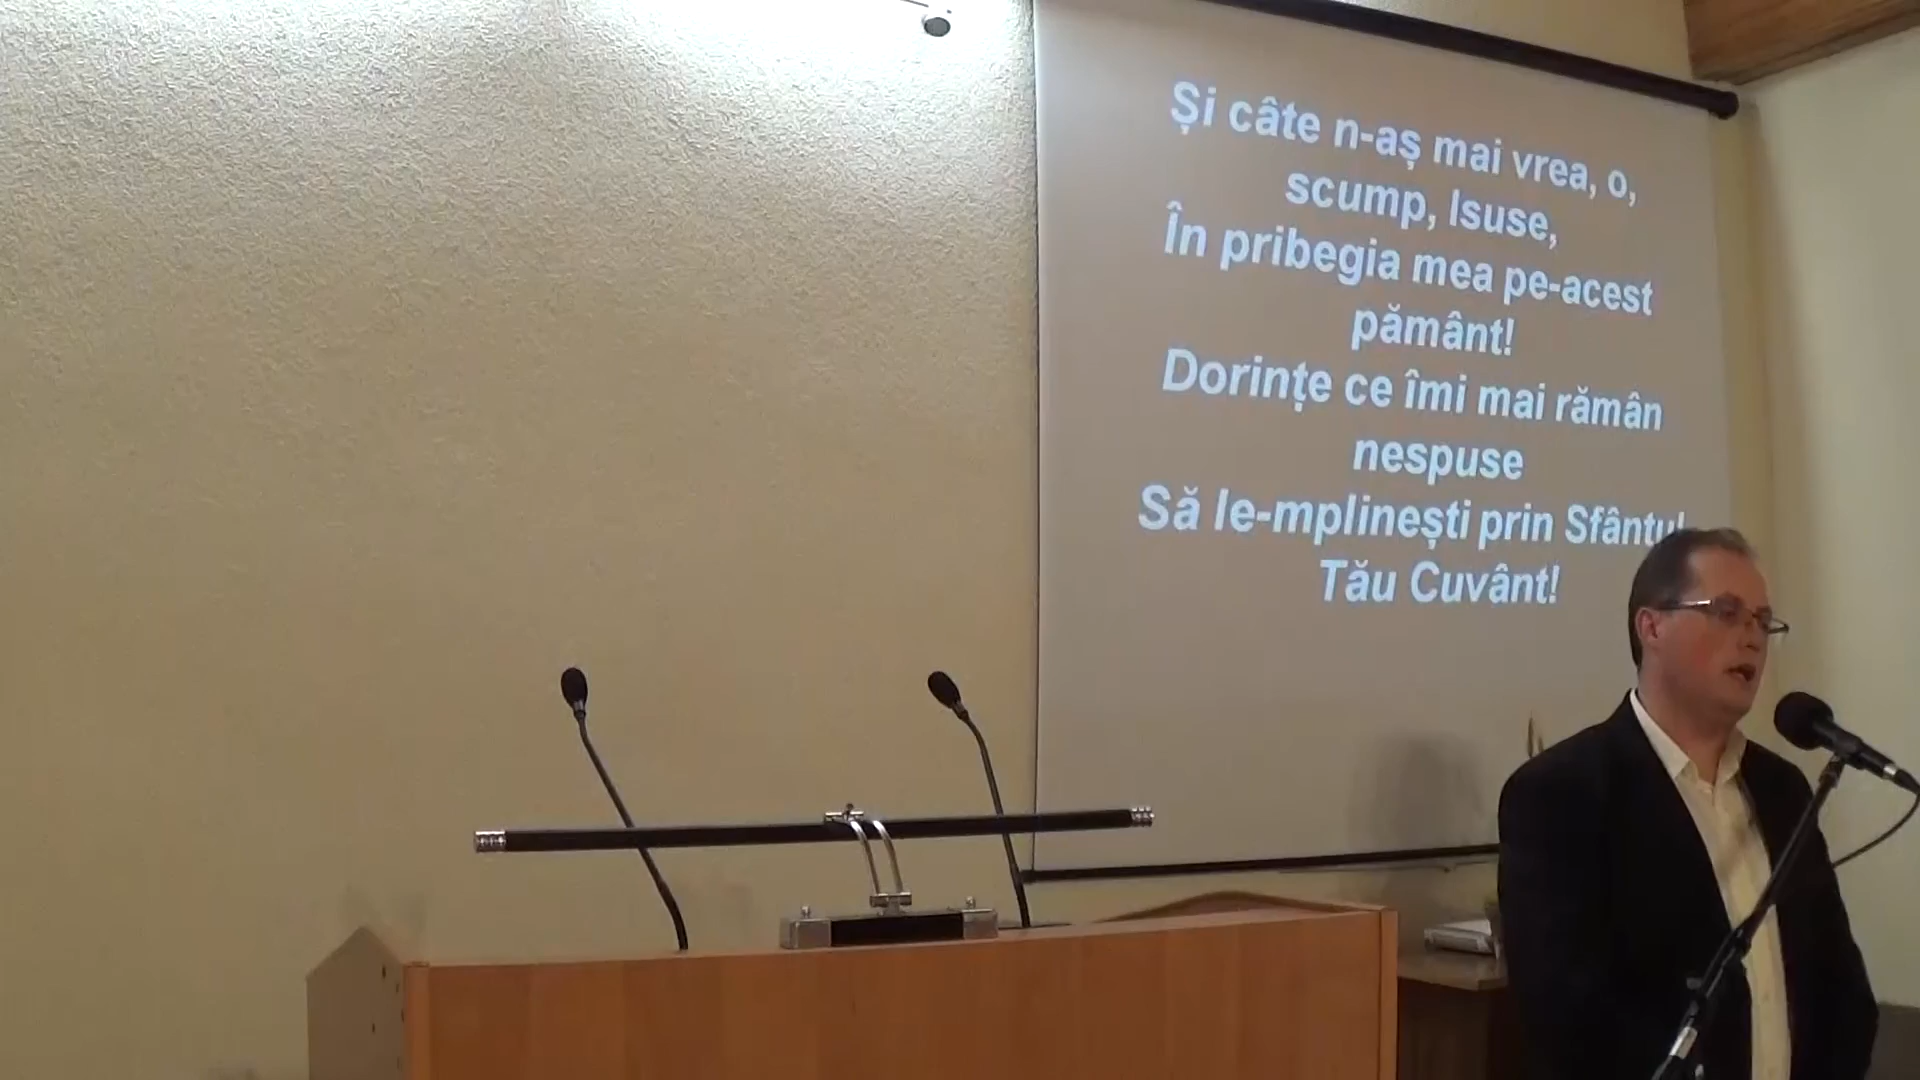 Și câte n-aș mai vrea, o,
scump, Isuse,
În pribegia mea pe-acest
pământ!
Dorințe ce îmi mai rămân
nespuse
Să le-mplinești prin Sfântul
Tău Cuvânt!